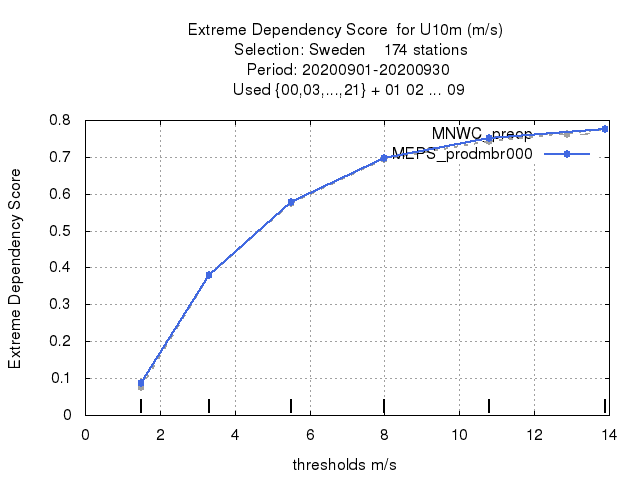 Extreme Dependency Score for U10m (m/s)
Selection: Sweden 174 stations
Period: 20200901-20200930
Used {00,03,...,21} + 01 02 ... 09
MNWC_preop
MEPS_prodmbr000
Extreme Dependency Score
0.8
0.7
0.6
0.5
0.4
0.3
0.2
0.1
0
0 2 4 6 8 10 12 14
thresholds m/s